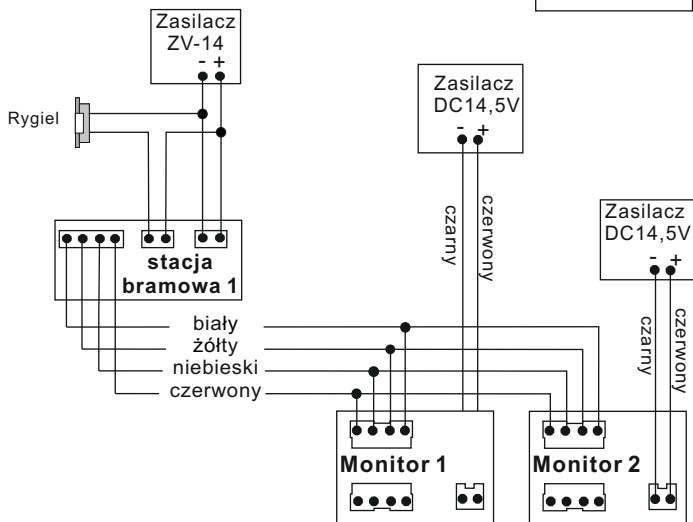 Zasilacz
ZV-14
- +
Rygiel
Zasilacz
DC14,5V
- +
czarny
czerwony
Zasilacz
DC14,5V
- +
czarny
czerwony
stacja
bramowa 1
biały
żółty
niebieski
czerwony
Monitor 1
Monitor 2